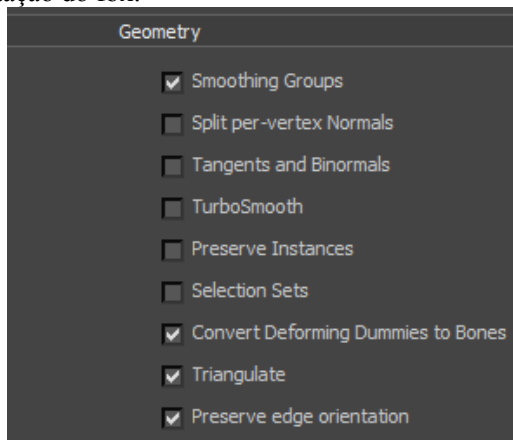 Geometry
Smoothing Groups
Split per-vertex Normals
Tangents and Binormals
TurboSmooth
Preserve Instances
Selection Sets
Convert Deforming Dummies to Bones
Triangulate
Preserve edge orientation